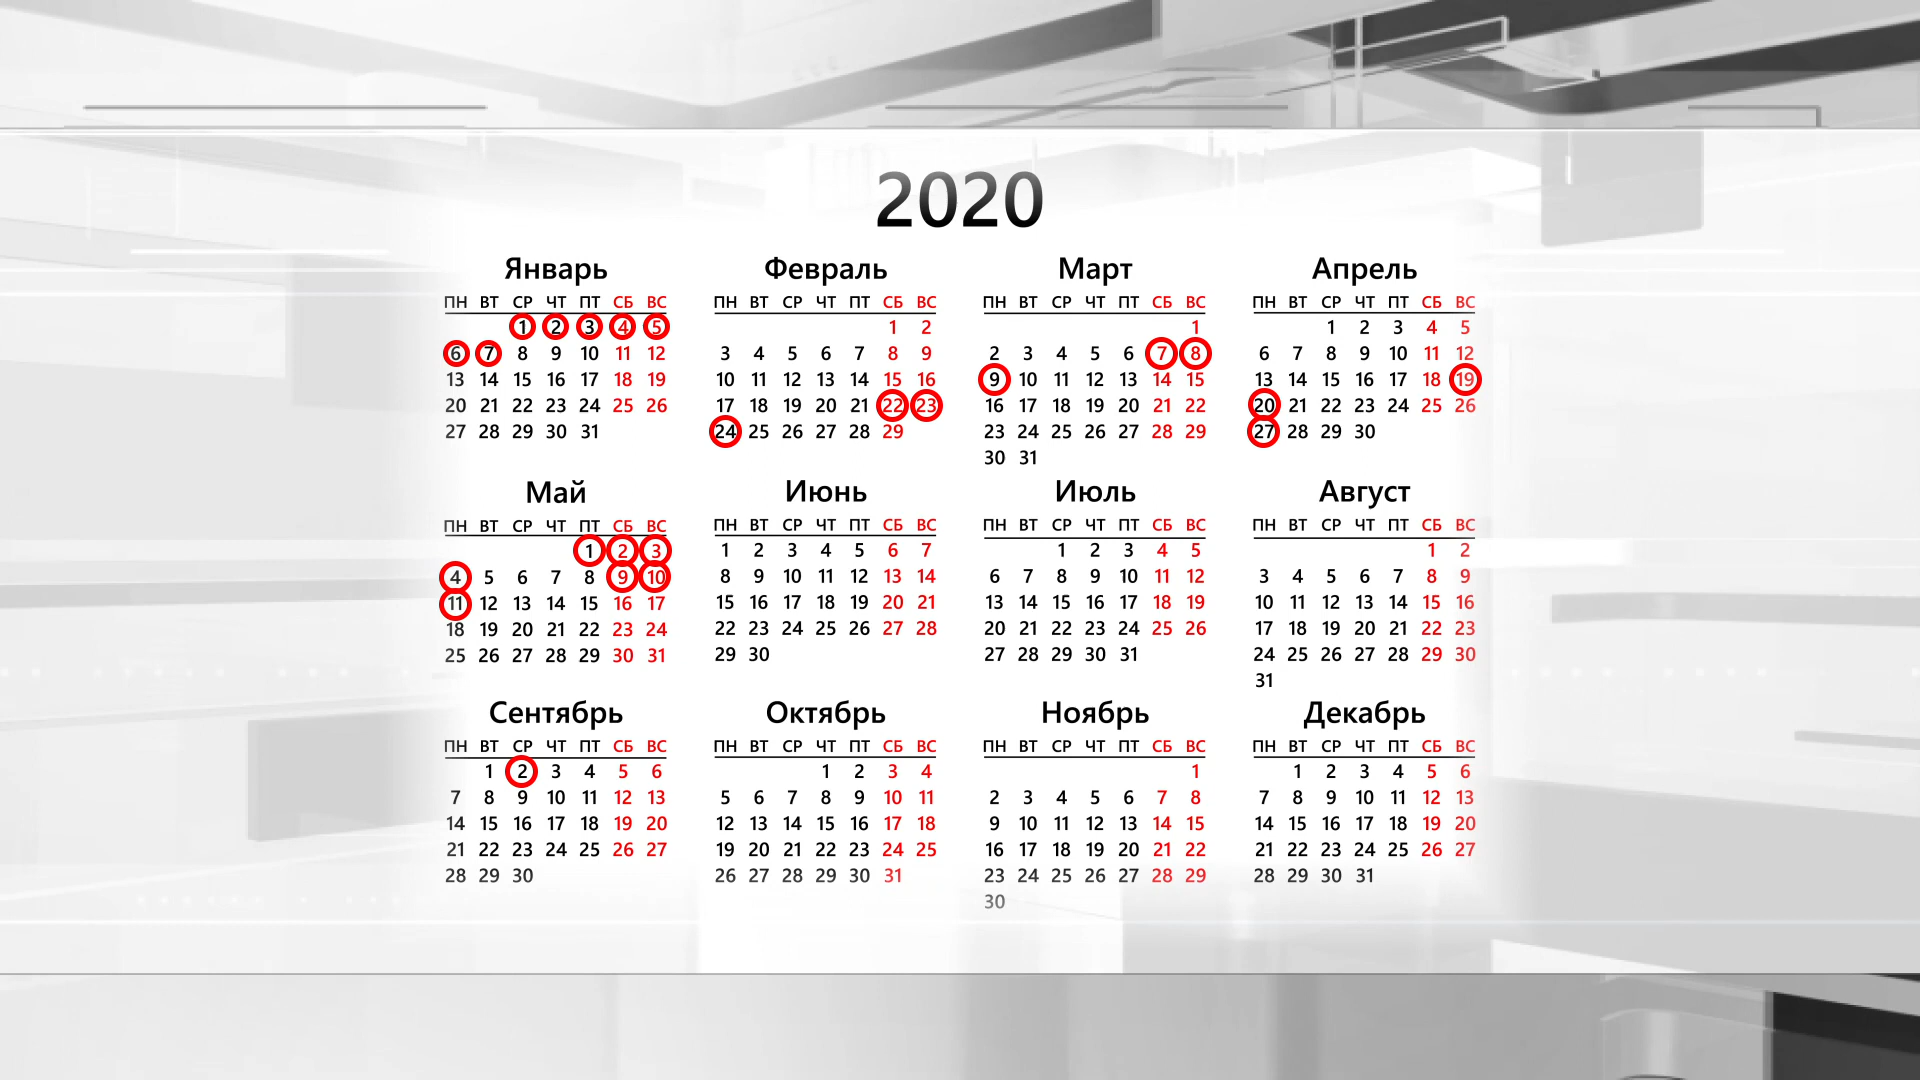 2020
Январь Февраль Март Апрель
ПН ВТ СР ЧТ ПТ СБ ВС ПН ВТ СР ЧТ ПТ СБ ВС ПН ВТ СР ЧТ ПТ СБ ВС ПН ВТ СР ЧТ ПТ СБ ВС
1 2 3 4 5 1 2 1 1 2 3 4 5
6 7 8 9 10 11 12 3 4 5 6 7 8 9 2 3 4 5 6 7 8 6 7 8 9 10 11 12
13 14 15 16 17 18 19 10 11 12 13 14 15 16 9 10 11 12 13 14 15 13 14 15 16 17 18 19
20 21 22 23 24 25 26 17 18 19 20 21 22 23 16 17 18 19 20 21 22 20 21 22 23 24 25 26
27 28 29 30 31 24 25 26 27 28 29 23 24 25 26 27 28 29 27 28 29 30
30 31
Май Июнь Июль Август
ПН ВТ СР ЧТ ПТ СБ ВС ПН ВТ СР ЧТ ПТ СБ ВС ПН ВТ СР ЧТ ПТ СБ ВС ПН ВТ СР ЧТ ПТ СБ ВС
1 2 3 1 2 3 4 5 6 7 1 2 3 4 5 1 2
4 5 6 7 8 9 10 8 9 10 11 12 13 14 6 7 8 9 10 11 12 3 4 5 6 7 8 9
11 12 13 14 15 16 17 15 16 17 18 19 20 21 13 14 15 16 17 18 19 10 11 12 13 14 15 16
18 19 20 21 22 23 24 22 23 24 25 26 27 28 20 21 22 23 24 25 26 17 18 19 20 21 22 23
25 26 27 28 29 30 31 29 30 27 28 29 30 31 24 25 26 27 28 29 30
31
Сентябрь Октябрь Ноябрь Декабрь
ПН ВТ СР ЧТ ПТ СБ ВС ПН ВТ СР ЧТ ПТ СБ ВС ПН ВТ СР ЧТ ПТ СБ ВС ПН ВТ СР ЧТ ПТ СБ ВС
1 2 3 4 5 6 1 2 3 4 1 1 2 3 4 5 6
7 8 9 10 11 12 13 5 6 7 8 9 10 11 2 3 4 5 6 7 8 7 8 9 10 11 12 13
14 15 16 17 18 19 20 12 13 14 15 16 17 18 9 10 11 12 13 14 15 14 15 16 17 18 19 20
21 22 23 24 25 26 27 19 20 21 22 23 24 25 16 17 18 19 20 21 22 21 22 23 24 25 26 27
28 29 30 26 27 28 29 30 31 23 24 25 26 27 28 29 28 29 30 31
30